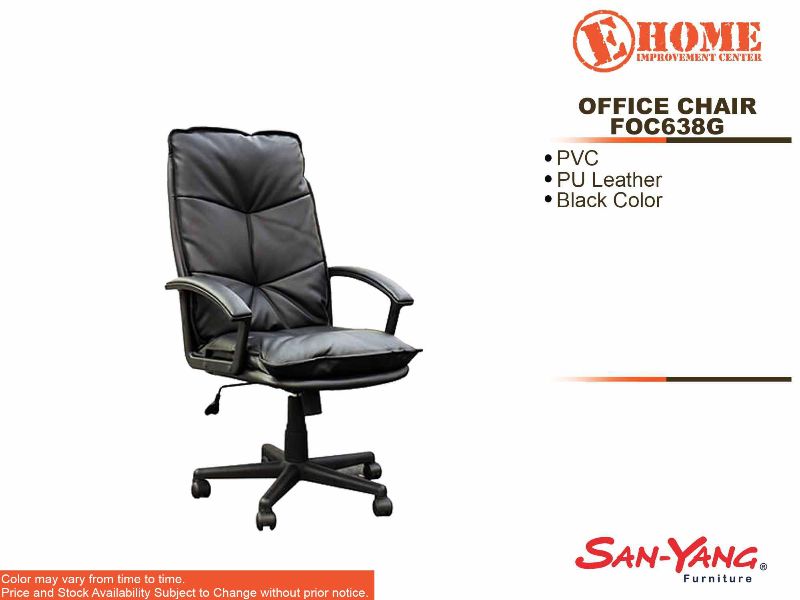 E HOME
IMPROVEMENT CENTER
OFFICE CHAIR
FOC638G
• PVC
• PU Leather
• Black Color
SAN-YANG®
Furniture
Color may vary from time to time.
Price and Stock Availability Subject to Change without prior notice.